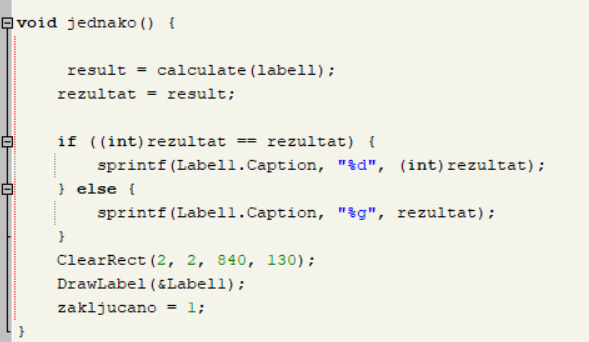 void jednako() {
result = calculate(label1);
rezultat = result;
if ((int)rezultat == rezultat) {
sprintf(Label1.Caption, "%d", (int)rezultat);
} else {
sprintf(Label1.Caption, "%g", rezultat);
}
ClearRect(2, 2, 840, 130);
DrawLabel(&Label1);
zakljucano = 1;
}